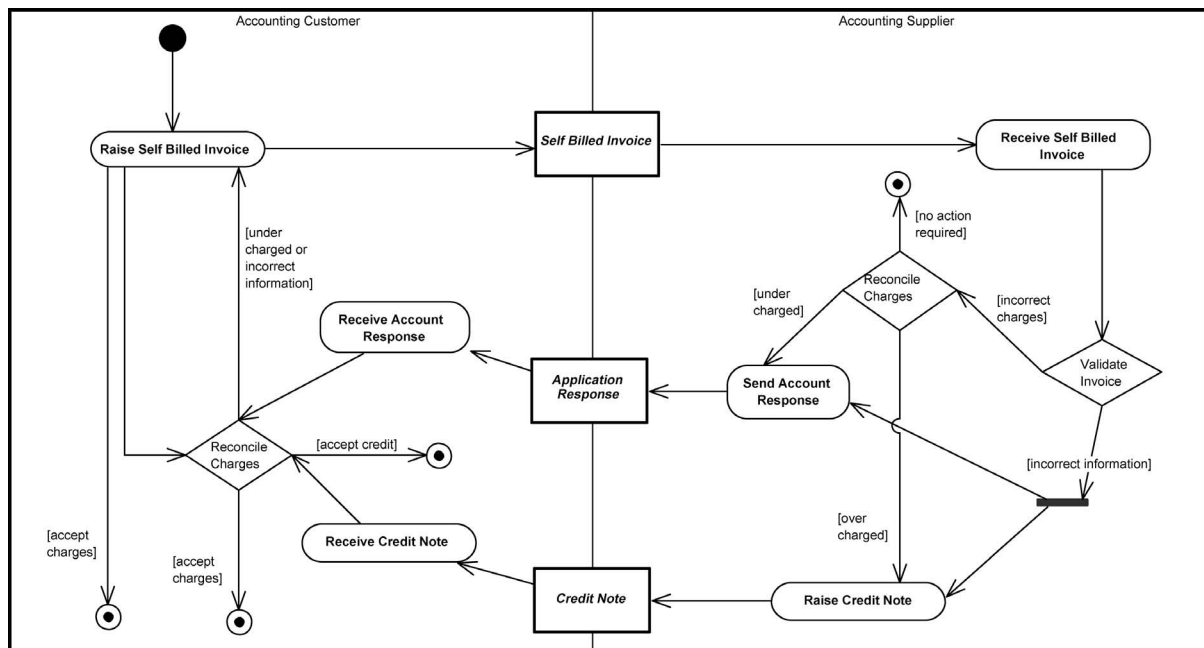 Accounting Customer
Accounting Supplier
Raise Self Billed Invoice
Self Billed Invoice
Receive Self Billed
Invoice
[no action
required]
[under
charged or
incorrect
information]
Reconcile
Charges
[under
charged]
[incorrect
charges]
Receive Account
Response
Application
Response
Send Account
Response
Validate
Invoice
Reconcile
Charges
[accept credit]
[incorrect information]
[over
charged]
Receive Credit Note
[accept
charges]
[accept
charges]
Credit Note
Raise Credit Note